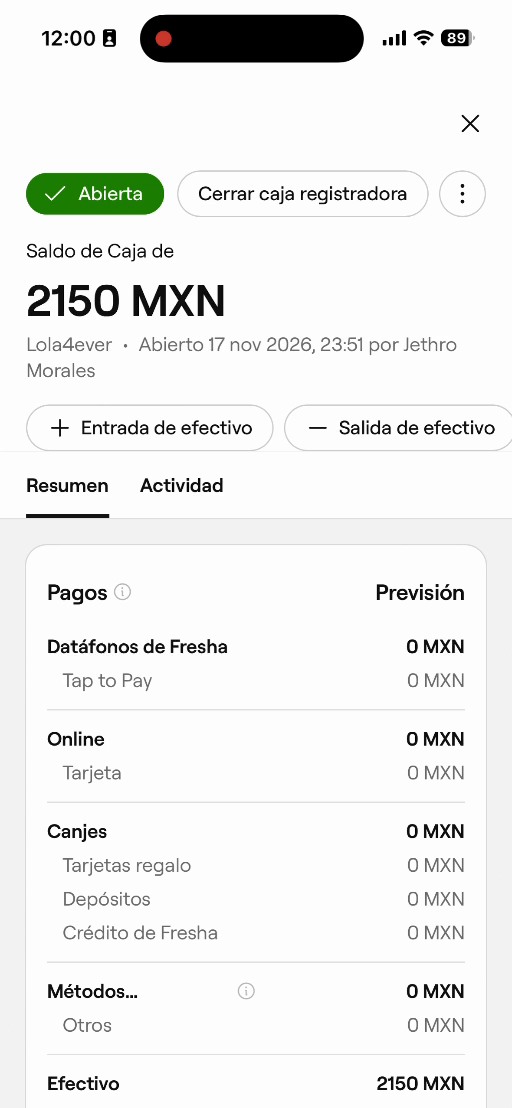 12:00
89
Abierta
Cerrar caja registradora
Saldo de Caja de
2150 MXN
Lola4ever • Abierto 17 nov 2026, 23:51 por Jethro
Morales
Entrada de efectivo
Salida de efectivo
Resumen
Actividad
Pagos
Previsión
Datáfonos de Fresha 0 MXN
Tap to Pay 0 MXN
Online 0 MXN
Tarjeta 0 MXN
Canjes 0 MXN
Tarjetas regalo 0 MXN
Depósitos 0 MXN
Crédito de Fresha 0 MXN
Métodos... 0 MXN
Otros 0 MXN
Efectivo 2150 MXN